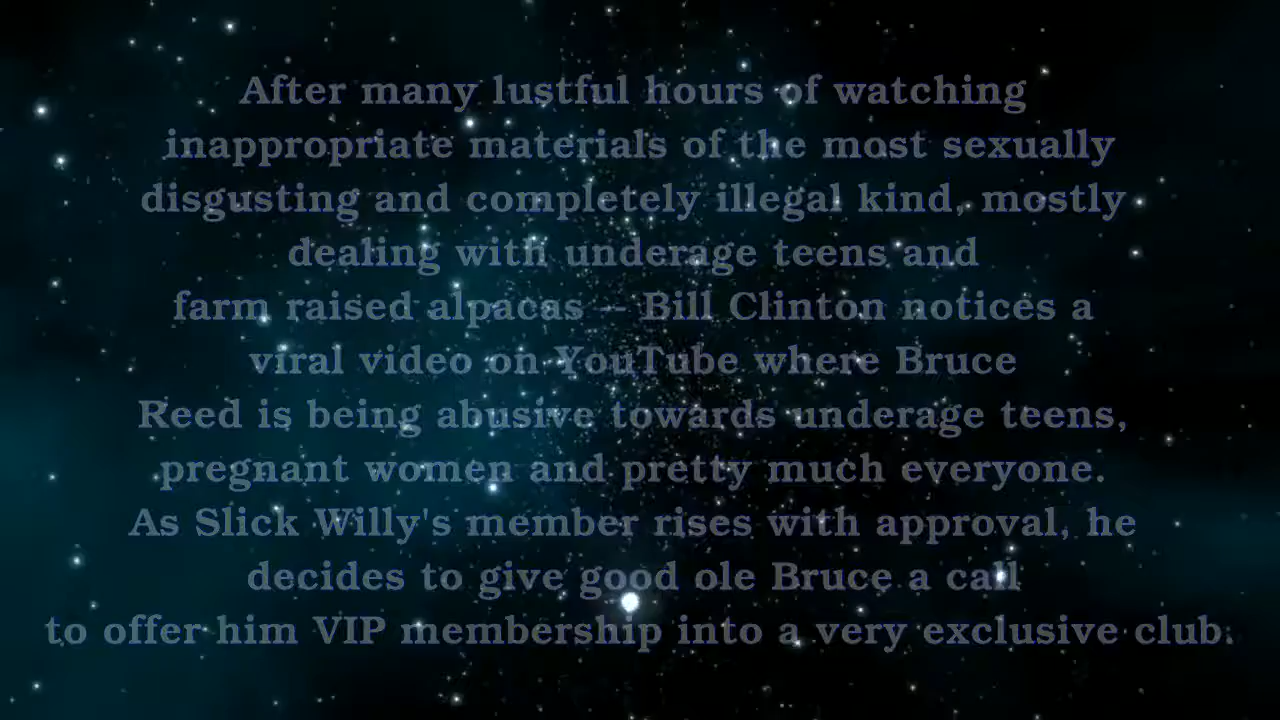 After many lustful hours of watching
inappropriate materials of the most sexually
disgusting and completely illegal kind, mostly
dealing with underage teens and
farm raised alpacas -- Bill Clinton notices a
viral video on YouTube where Bruce
Reed is being abusive towards underage teens,
pregnant women and pretty much everyone.
As Slick Willy's member rises with approval, he
decides to give good ole Bruce a call
to offer him VIP membership into a very exclusive club.